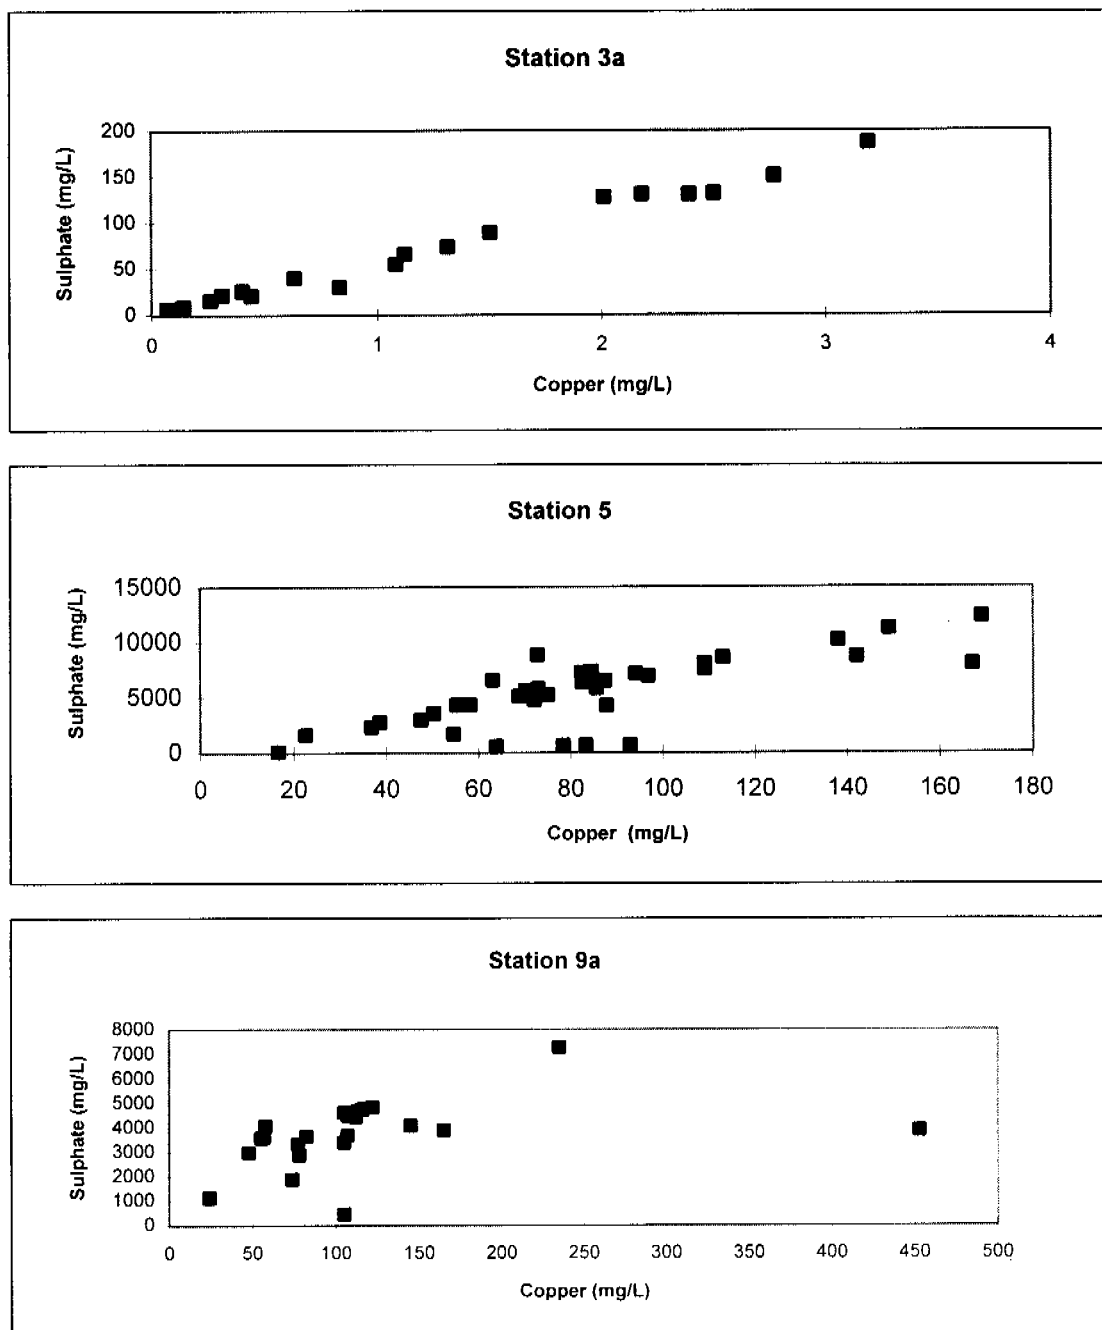 Station 3a
Sulphate (mg/L)
200
150
100
50
0
0 1 2 3 4
Copper (mg/L)
Station 5
Sulphate (mg/L)
15000
10000
5000
0
0 20 40 60 80 100 120 140 160 180
Copper (mg/L)
Station 9a
Sulphate (mg/L)
8000
7000
6000
5000
4000
3000
2000
1000
0
0 50 100 150 200 250 300 350 400 450 500
Copper (mg/L)